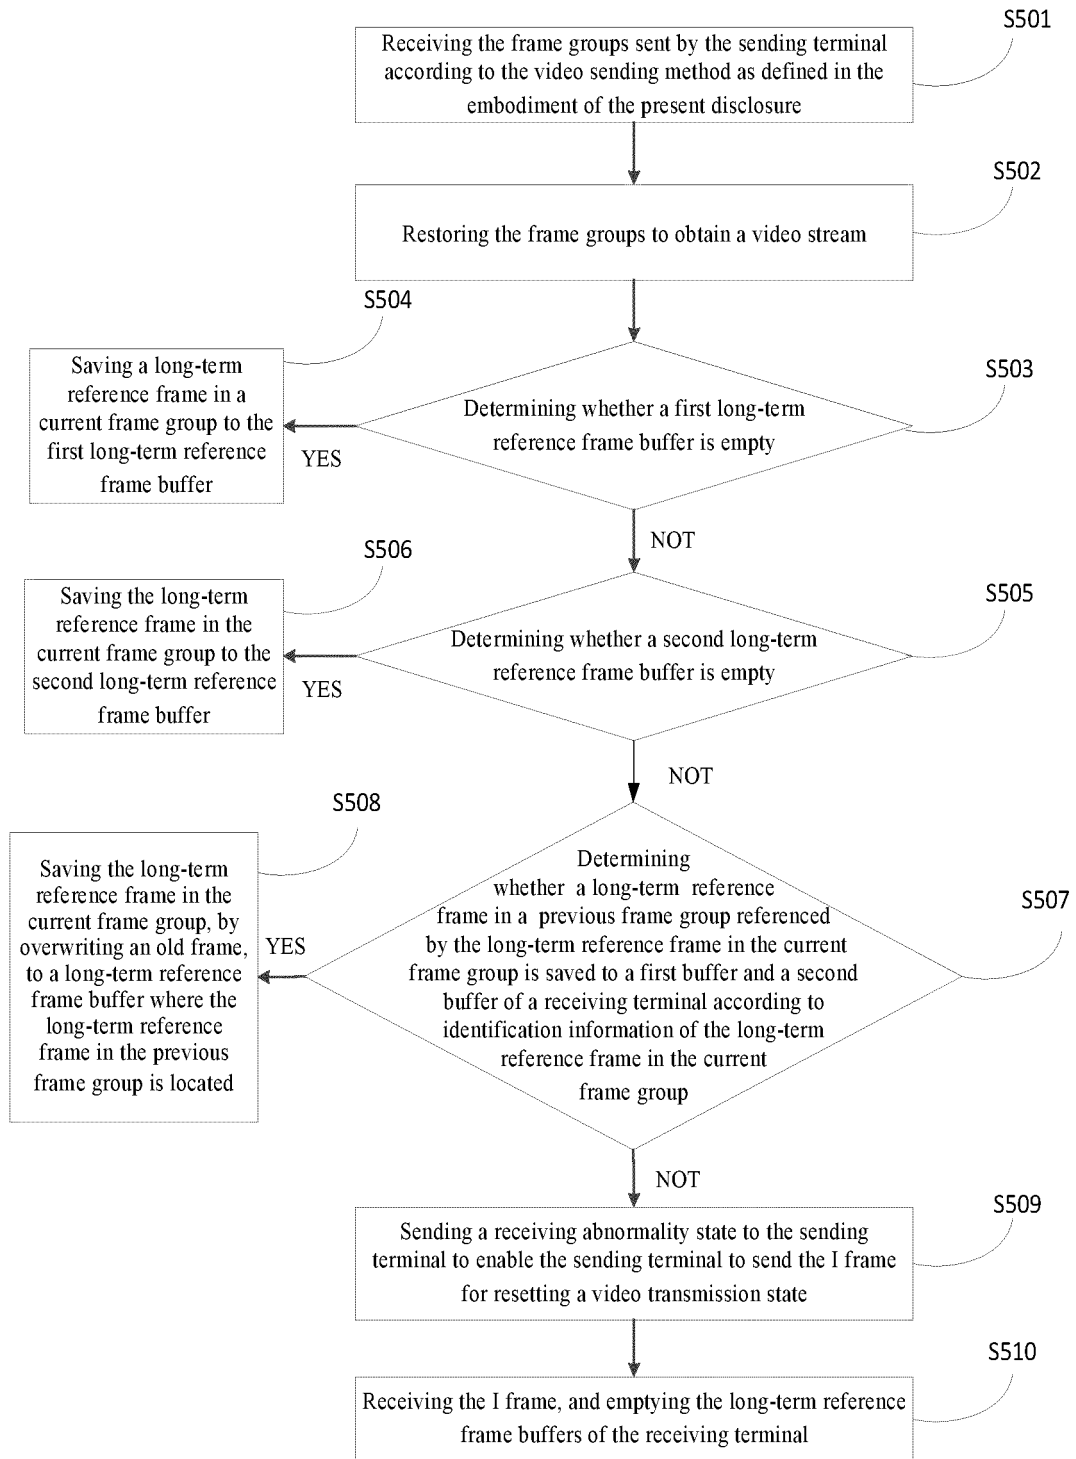 S501
Receiving the frame groups sent by the sending terminal
according to the video sending method as defined in the
embodiment of the present disclosure
S502
Restoring the frame groups to obtain a video stream
S504
Saving a long-term
reference frame in a
current frame group to the
first long-term reference
frame buffer
YES
S503
Determining whether a first long-term
reference frame buffer is empty
NOT
S506
Saving the long-term
reference frame in the
current frame group to the
second long-term reference
frame buffer
YES
S505
Determining whether a second long-term
reference frame buffer is empty
NOT
S508
Saving the long-term
reference frame in the
current frame group, by
overwriting an old frame,
to a long-term reference
frame buffer where the
long-term reference
frame in the previous
frame group is located
YES
S507
Determining
whether a long-term reference
frame in a previous frame group referenced
by the long-term reference frame in the current
frame group is saved to a first buffer and a second
buffer of a receiving terminal according to
identification information of the long-term
reference frame in the current
frame group
NOT
S509
Sending a receiving abnormality state to the sending
terminal to enable the sending terminal to send the I frame
for resetting a video transmission state
S510
Receiving the I frame, and emptying the long-term reference
frame buffers of the receiving terminal